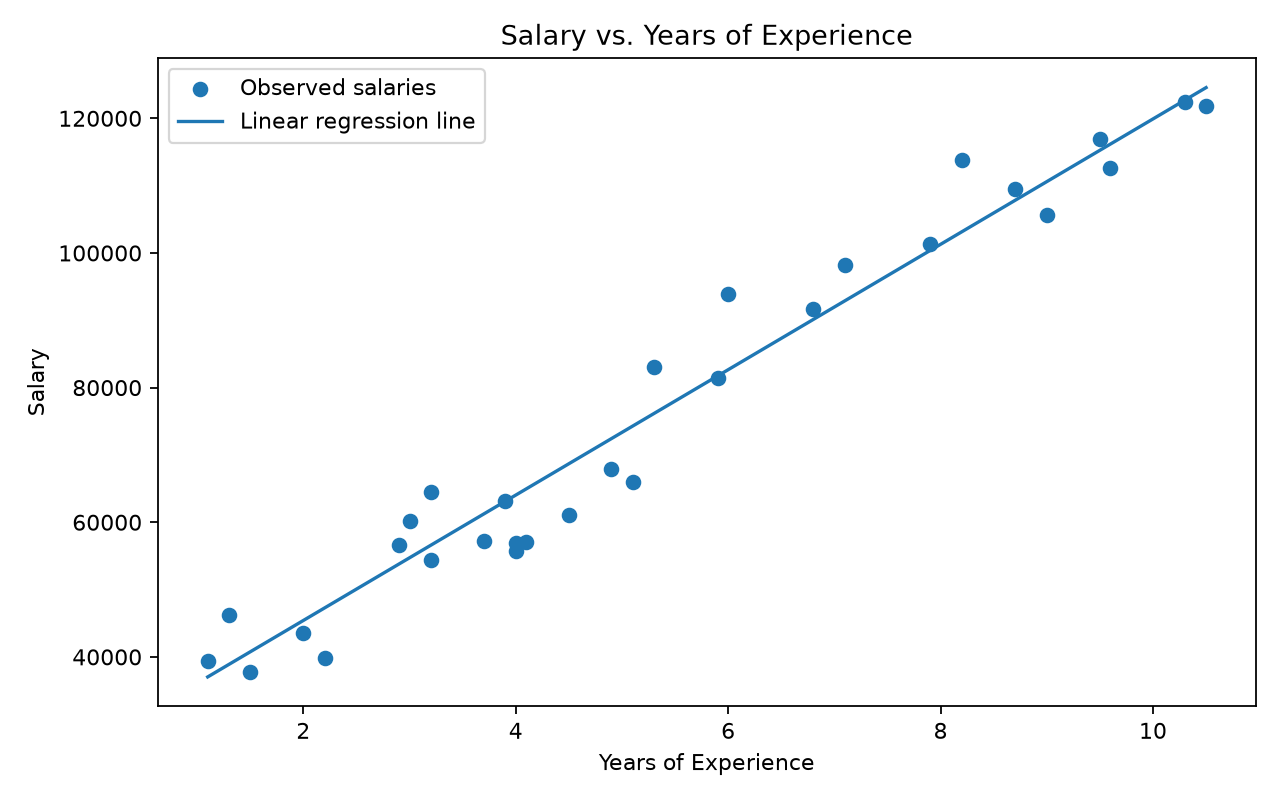 Salary vs. Years of Experience
Observed salaries
Linear regression line
120000
100000
80000
60000
40000
Salary
2 4 6 8 10
Years of Experience